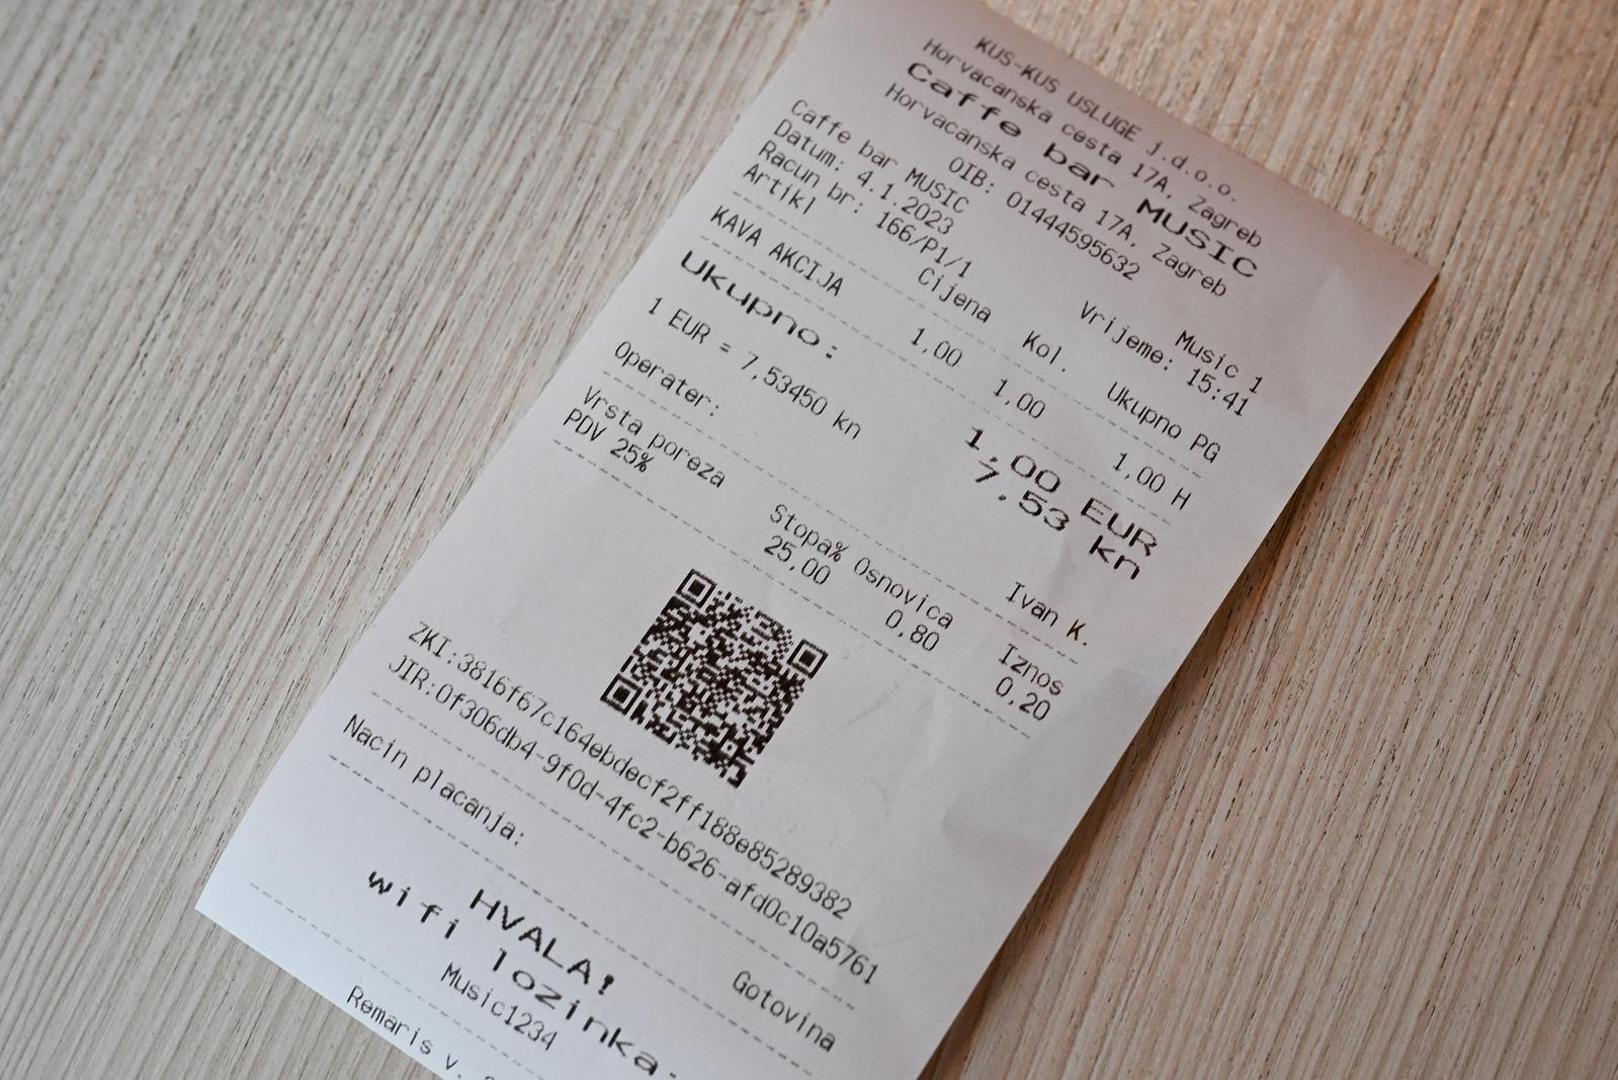 KUS-KUS USLUGE j.d.o.o.
Horvacanska cesta 17A, Zagreb
Caffe bar MUSIC
Horvacanska cesta 17A, Zagreb
OIB: 01444595632
Caffe bar MUSIC Music 1
Datum: 4.1.2023 Vrijeme: 15:41
Racun br: 166/P1/1
Artikl Cijena Kol. Ukupno PG
KAVA AKCIJA 1,00 1,00 1,00 H
Ukupno: 1,00 EUR
7,53 kn
1 EUR = 7,53450 kn
Operater: Ivan K.
Vrsta poreza Stopa% Osnovica Iznos
PDV 25% 25,00 0,80 0,20
ZKI:3816f67c164ebdecf2ff188e85289382
JIR:0f306db4-9f0d-4fc2-b626-afd0c10a5761
Nacin placanja: Gotovina
HVALA!
wifi lozinka
Music1234
Remaris v.